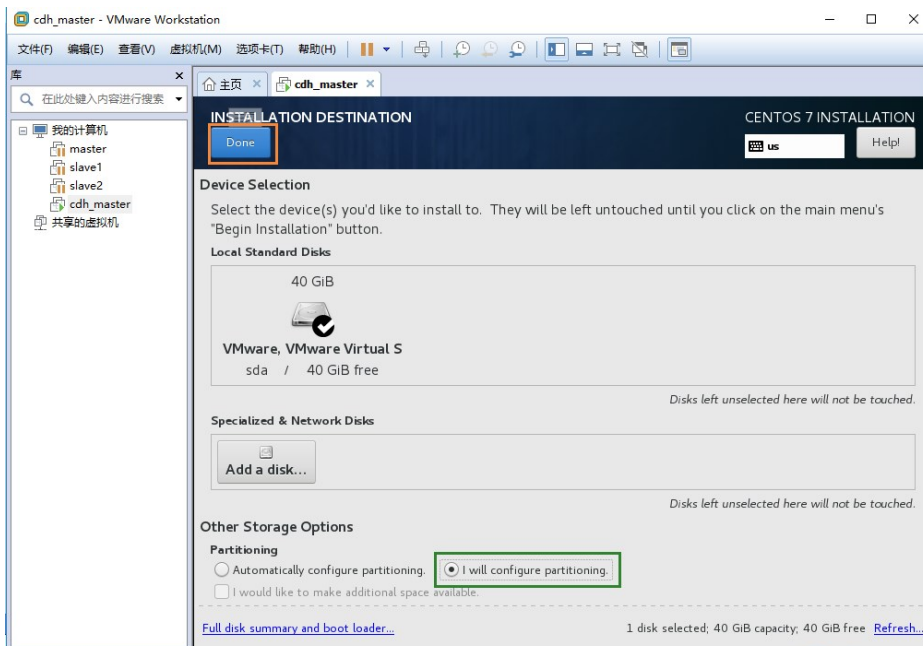 cdh_master - VMware Workstation
文件(F) 编辑(E) 查看(V) 虚拟机(M) 选项卡(T) 帮助(H)
库
在此处键入内容进行搜索
我的计算机
master
slave1
slave2
cdh_master
共享的虚拟机
主页 cdh_master
INSTALLATION DESTINATION
CENTOS 7 INSTALLATION
Done
us
Help!
Device Selection
Select the device(s) you'd like to install to. They will be left untouched until you click on the main menu's
"Begin Installation" button.
Local Standard Disks
40 GiB
VMware, VMware Virtual S
sda / 40 GiB free
Disks left unselected here will not be touched.
Specialized & Network Disks
Add a disk...
Disks left unselected here will not be touched.
Other Storage Options
Partitioning
Automatically configure partitioning. I will configure partitioning.
I would like to make additional space available.
Full disk summary and boot loader... 1 disk selected; 40 GiB capacity; 40 GiB free Refresh...